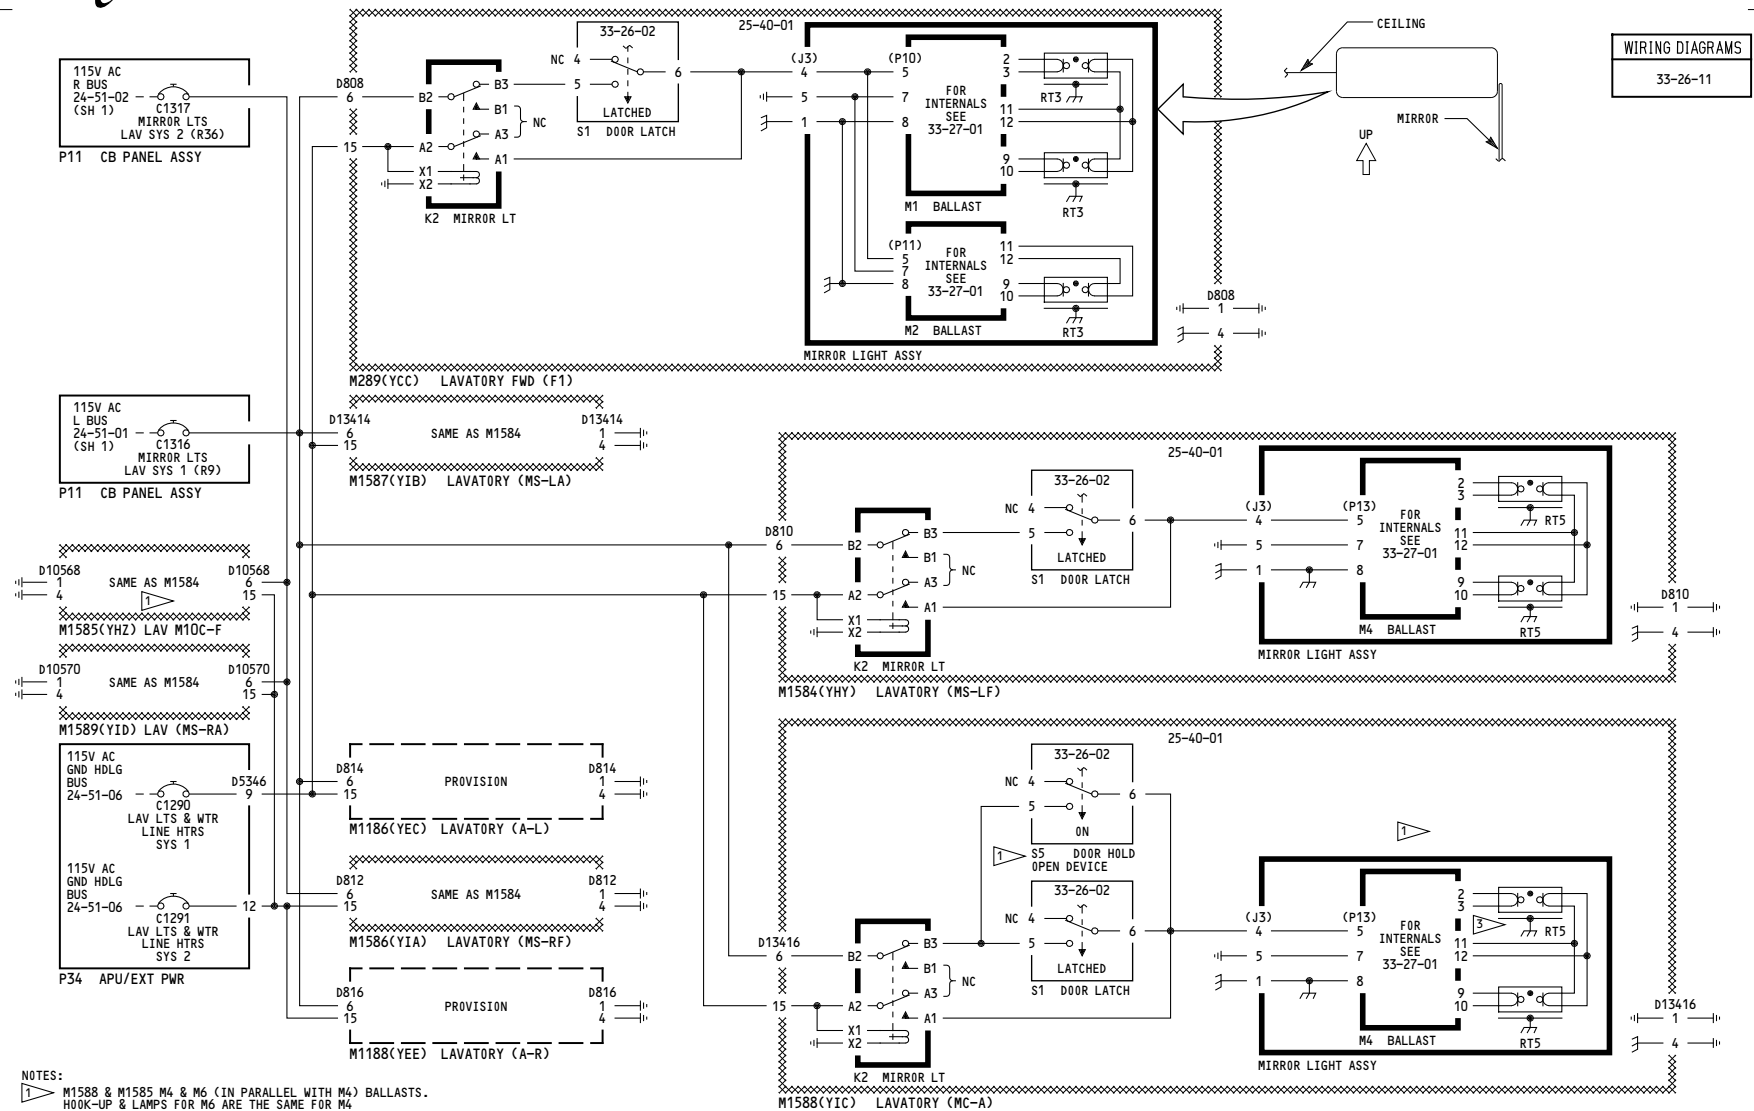 25-40-01
CEILING
MIRROR
UP
WIRING DIAGRAMS
33-26-11
115V AC
R BUS
24-51-02
(SH 1)
C1317
MIRROR LTS
LAV SYS 2 (R36)
P11 CB PANEL ASSY
D808
6
15
B2
B3
B1
A3
NC
A2
A1
X1
X2
K2 MIRROR LT
33-26-02
NC 4
5
6
LATCHED
S1 DOOR LATCH
(J3)
4
5
1
(P10)
5
7
8
FOR
INTERNALS
SEE
33-27-01
2
3
11
12
9
10
RT3
RT3
M1 BALLAST
(P11)
5
7
8
FOR
INTERNALS
SEE
33-27-01
11
12
9
10
RT3
M2 BALLAST
MIRROR LIGHT ASSY
D808
1
4
M289(YCC) LAVATORY FWD (F1)
115V AC
L BUS
24-51-01
(SH 1)
C1316
MIRROR LTS
LAV SYS 1 (R9)
P11 CB PANEL ASSY
D13414
6
15
SAME AS M1584
D13414
1
4
M1587(YIB) LAVATORY (MS-LA)
D10568
1
4
SAME AS M1584
1
D10568
6
15
M1585(YHZ) LAV M10C-F
D10570
1
4
SAME AS M1584
D10570
6
15
M1589(YID) LAV (MS-RA)
115V AC
GND HDLG
BUS
24-51-06
C1290
LAV LTS & WTR
LINE HTRS
SYS 1
D5346
9
115V AC
GND HDLG
BUS
24-51-06
C1291
LAV LTS & WTR
LINE HTRS
SYS 2
12
P34 APU/EXT PWR
D814
6
15
PROVISION
D814
1
4
M1186(YEC) LAVATORY (A-L)
D812
6
15
SAME AS M1584
D812
1
4
M1586(YIA) LAVATORY (MS-RF)
D816
6
15
PROVISION
D816
1
4
M1188(YEE) LAVATORY (A-R)
25-40-01
D810
6
15
B2
B3
B1
A3
NC
A2
A1
X1
X2
K2 MIRROR LT
33-26-02
NC 4
5
6
LATCHED
S1 DOOR LATCH
(J3)
4
5
1
(P13)
5
7
8
FOR
INTERNALS
SEE
33-27-01
2
3
11
12
9
10
RT5
RT5
M4 BALLAST
MIRROR LIGHT ASSY
D810
1
4
M1584(YHY) LAVATORY (MS-LF)
25-40-01
33-26-02
NC 4
5
6
ON
1
S5 DOOR HOLD
OPEN DEVICE
33-26-02
NC 4
5
6
LATCHED
S1 DOOR LATCH
D13416
6
15
B2
B3
B1
A3
NC
A2
A1
X1
X2
K2 MIRROR LT
1
(J3)
4
5
1
(P13)
5
7
8
FOR
INTERNALS
SEE
33-27-01
2
3
3
11
12
9
10
RT5
RT5
M4 BALLAST
MIRROR LIGHT ASSY
D13416
1
4
M1588(YIC) LAVATORY (MC-A)
NOTES:
1 M1588 & M1585 M4 & M6 (IN PARALLEL WITH M4) BALLASTS.
HOOK-UP & LAMPS FOR M6 ARE THE SAME FOR M4